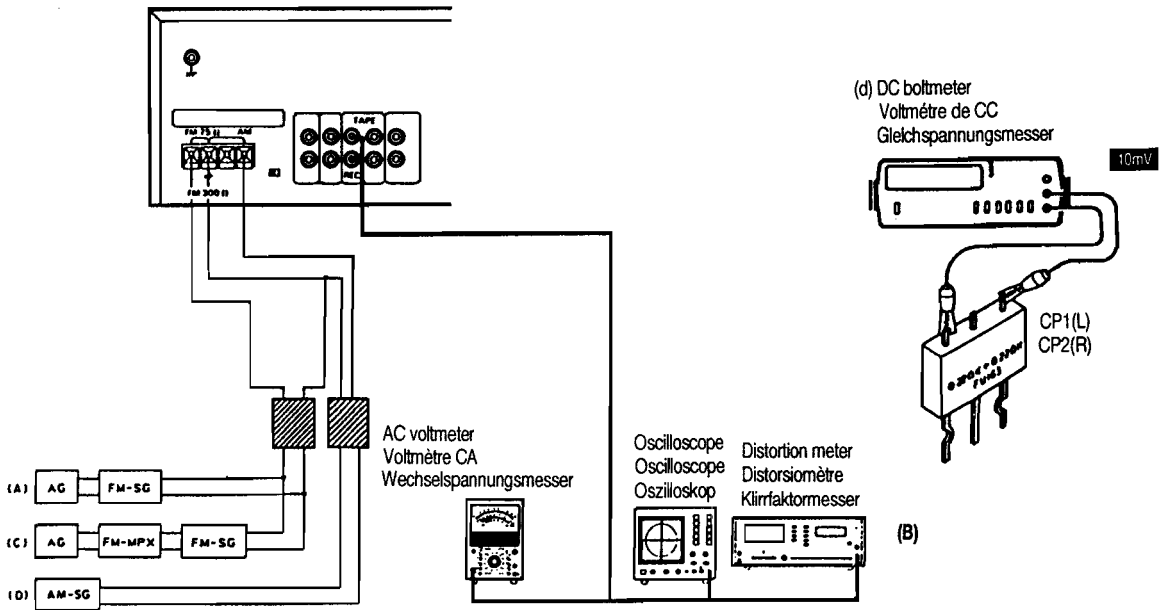 FM 75 Ω AM
FM 300 Ω
TAPE
REC
(d) DC boltmeter
Voltmétre de CC
Gleichspannungsmesser
10mV
CP1(L)
CP2(R)
AC voltmeter
Voltmètre CA
Wechselspannungsmesser
Oscilloscope
Oscilloscope
Oszilloskop
Distortion meter
Distorsiomètre
Klirrfaktormesser
(B)
(A) AG FM-SG
(C) AG FM-MPX FM-SG
(D) AM-SG